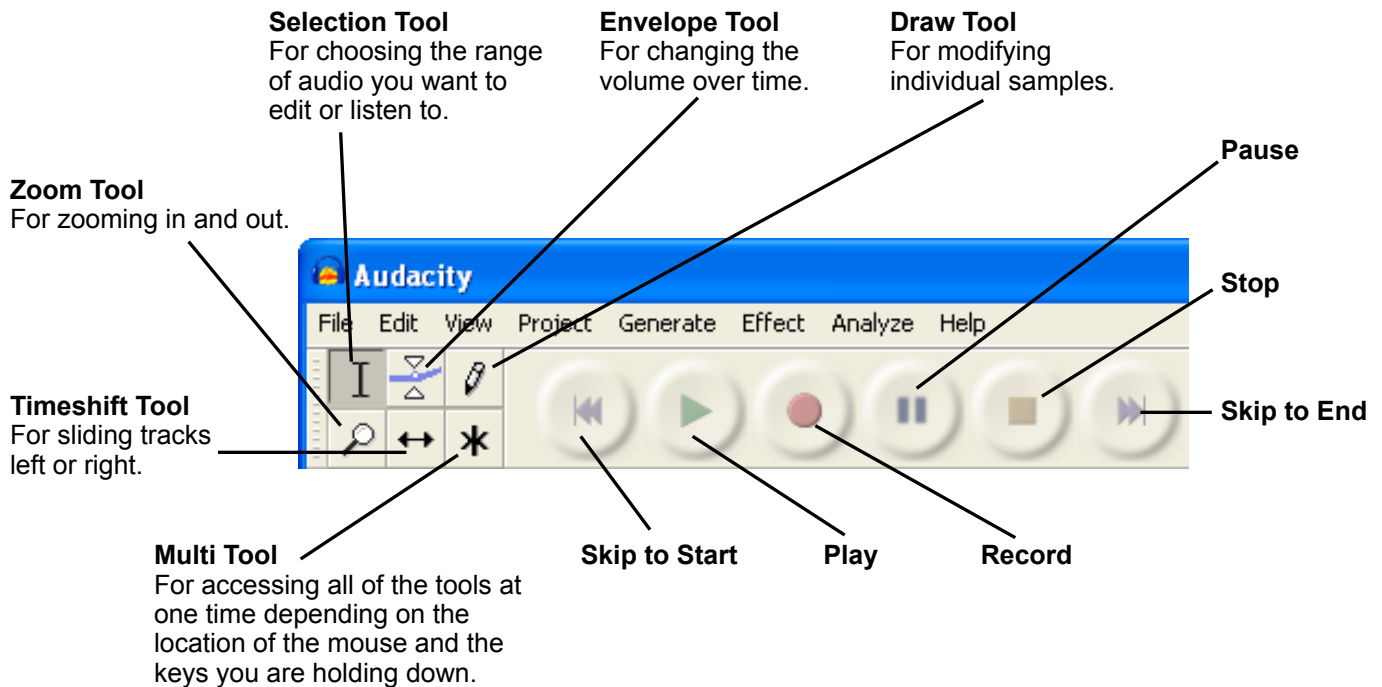 Selection Tool
For choosing the range
of audio you want to
edit or listen to.
Envelope Tool
For changing the
volume over time.
Draw Tool
For modifying
individual samples.
Pause
Zoom Tool
For zooming in and out.
Audacity
File Edit View Project Generate Effect Analyze Help
Stop
Timeshift Tool
For sliding tracks
left or right.
Skip to End
Multi Tool
For accessing all of the tools at
one time depending on the
location of the mouse and the
keys you are holding down.
Skip to Start
Play
Record